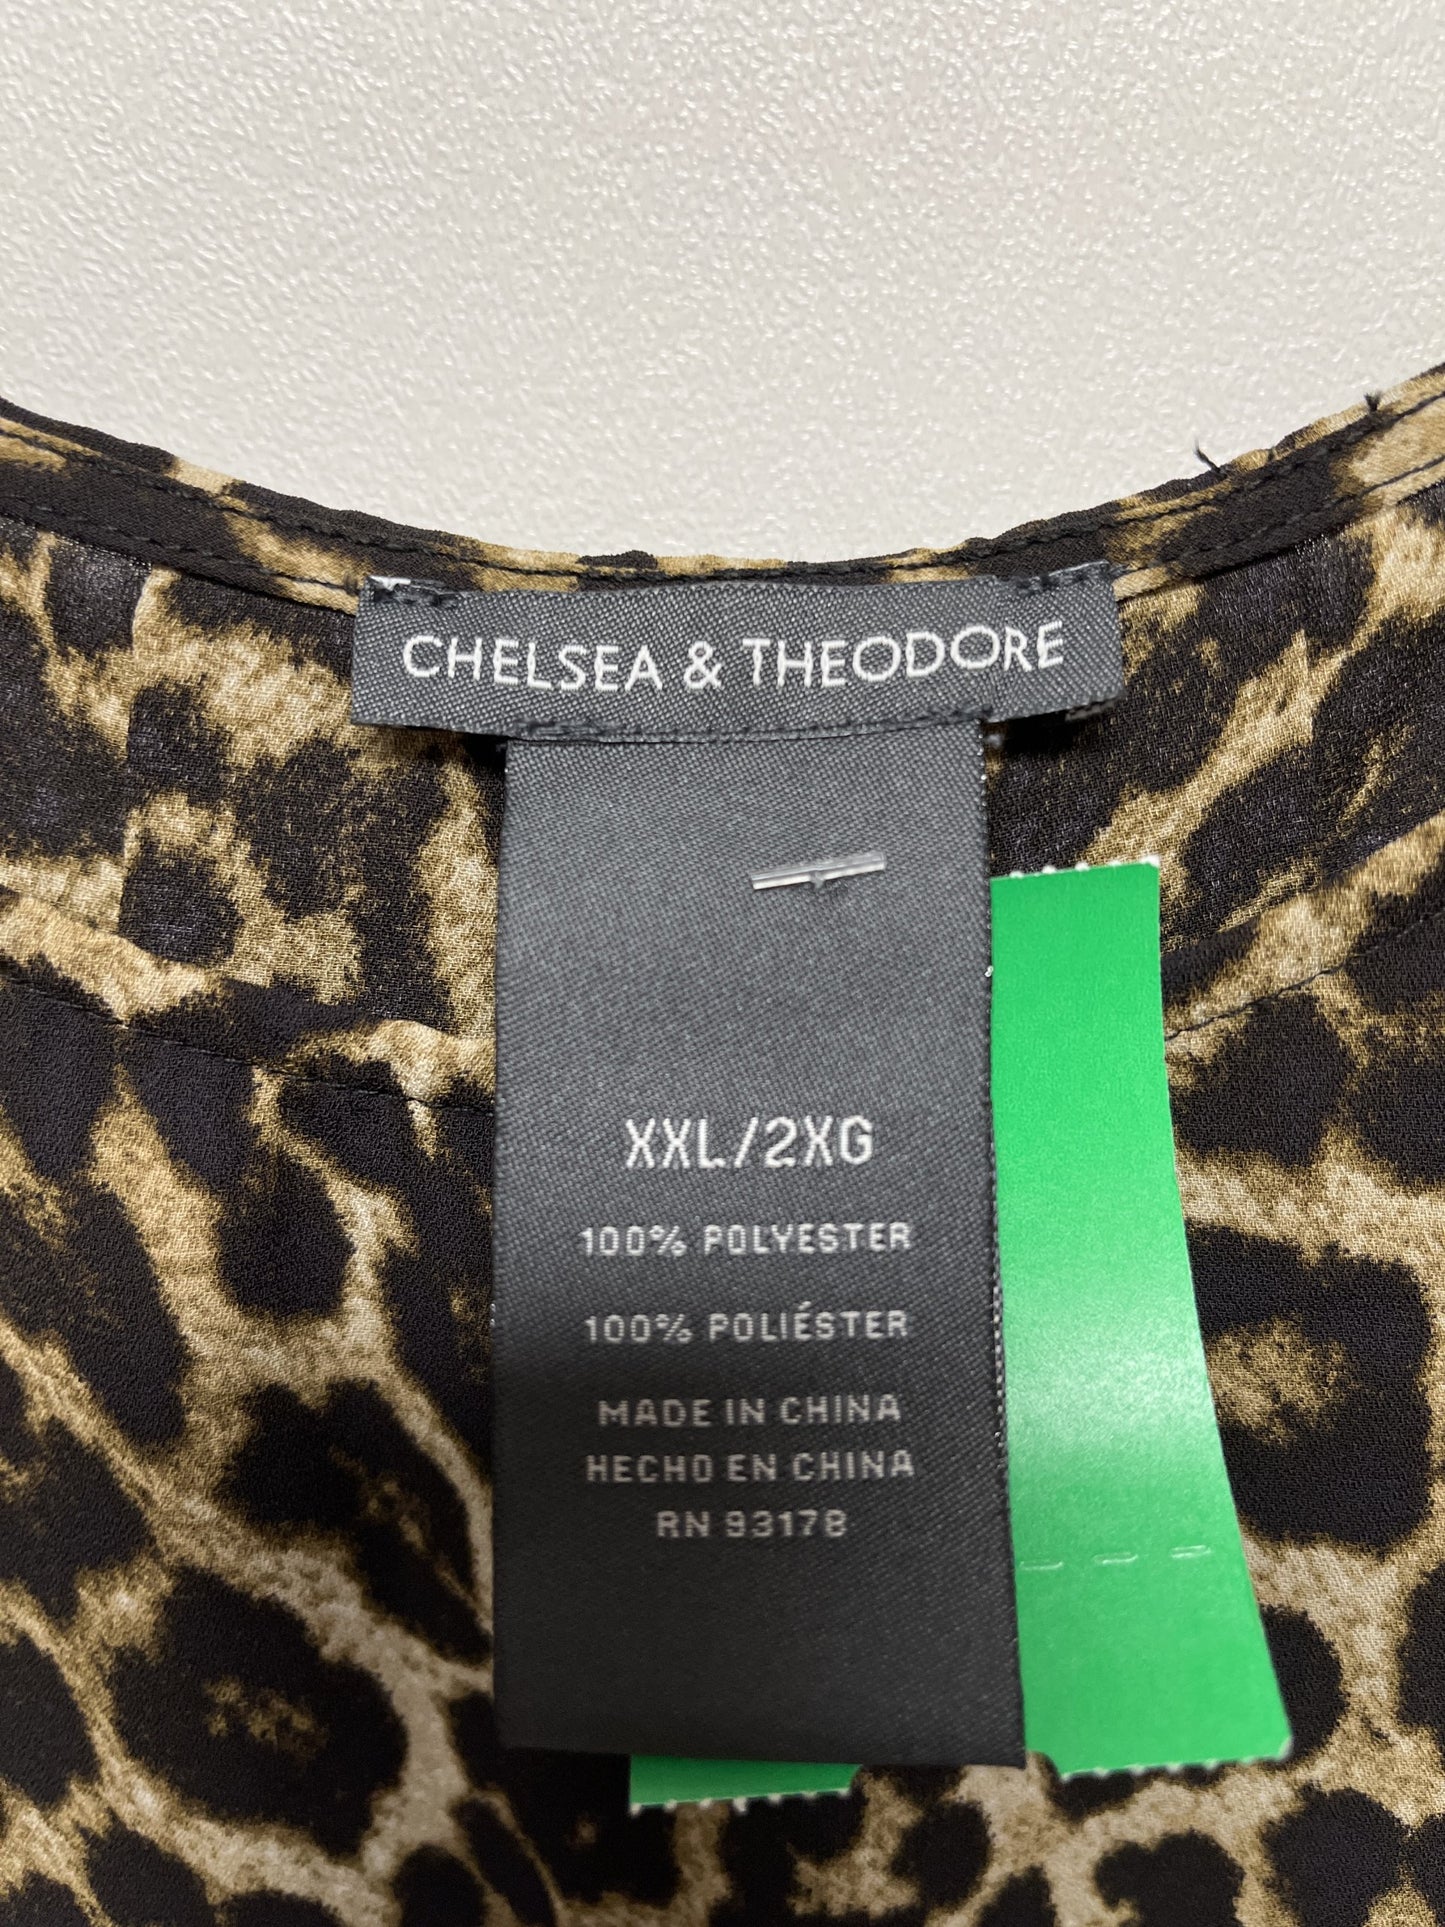 CHELSEA & THEODORE
XXL/2XG
100% POLYESTER
100% POLIÉSTER
MADE IN CHINA
HECHO EN CHINA
RN 93178